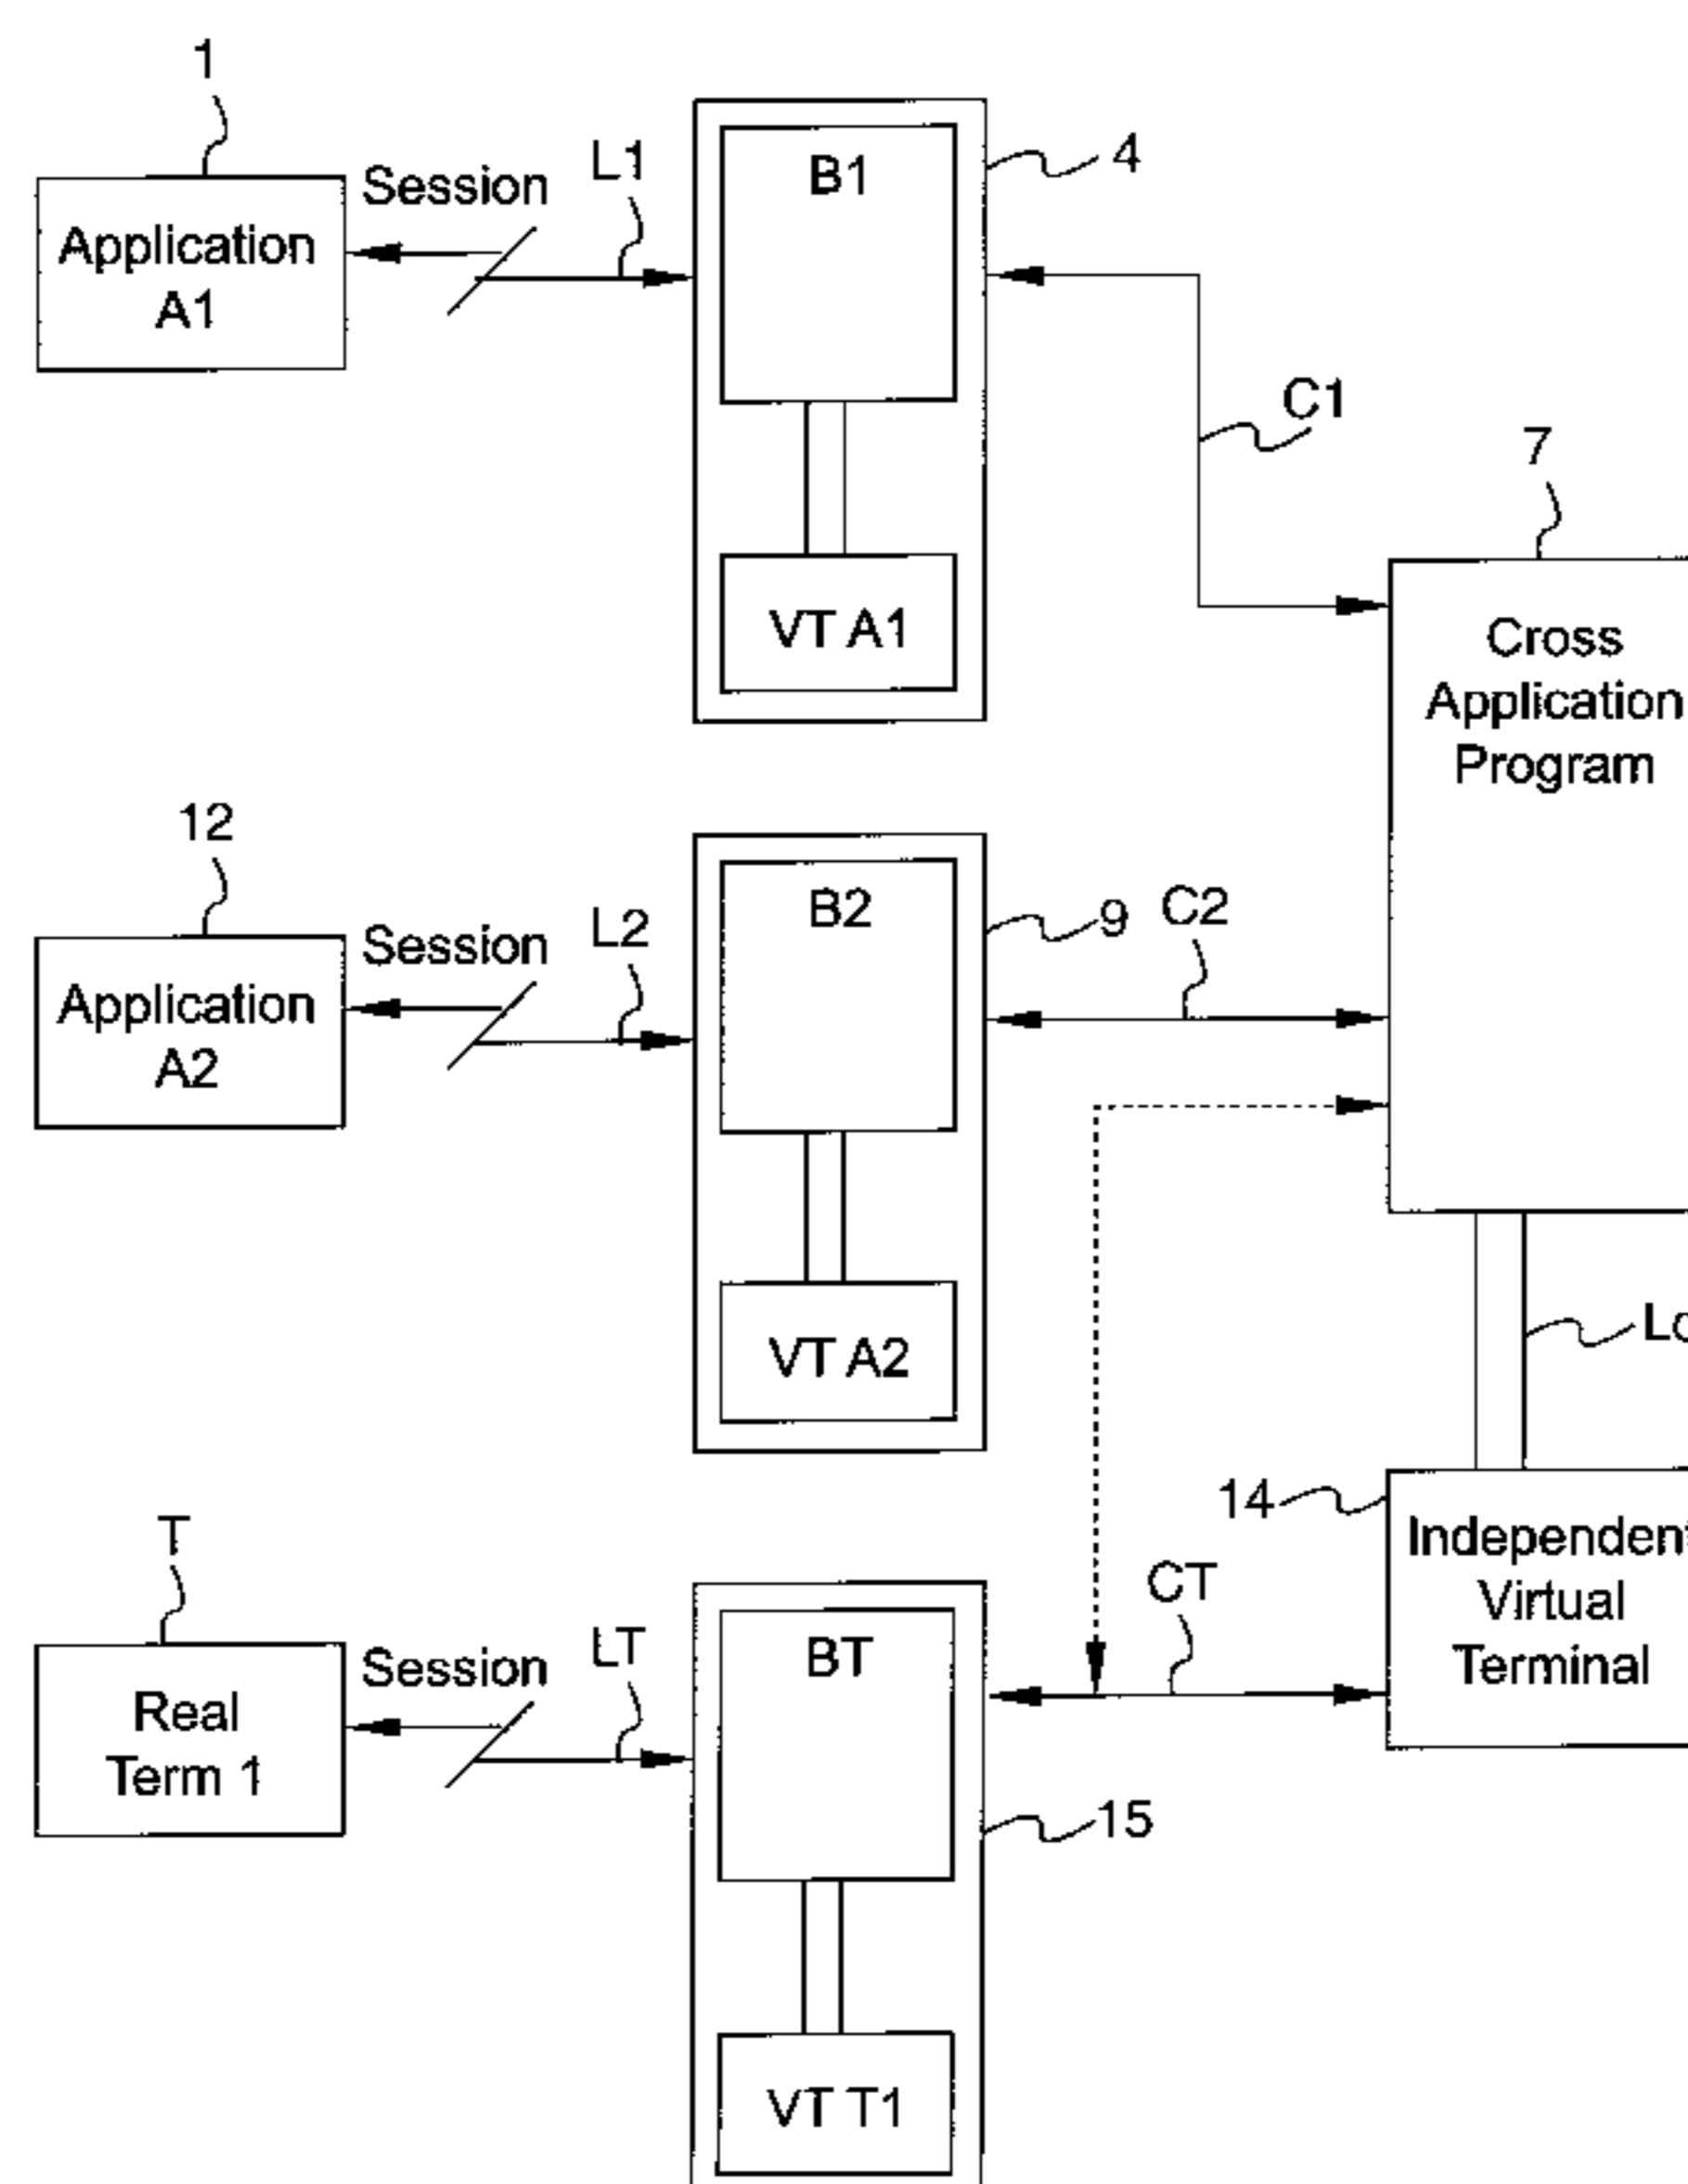 1
Session
L1
B1
4
Application
A1
C1
7
VT A1
Cross
Application
Program
12
Session
L2
B2
9
C2
Application
A2
VT A2
T
Session
LT
BT
CT
14
Independent
Virtual
Terminal
Real
Term 1
15
VT T1